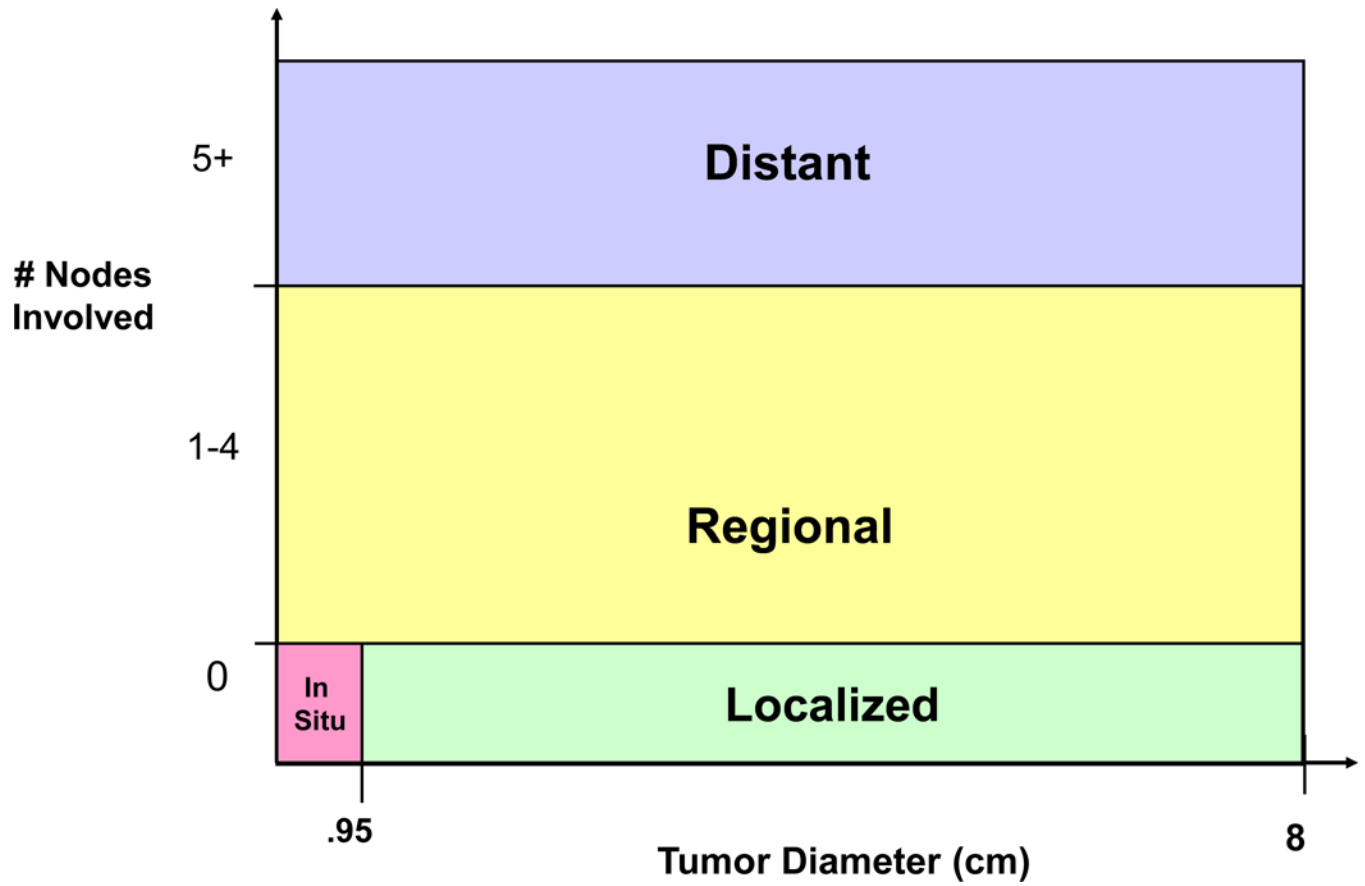 5+
Distant
# Nodes
Involved
1-4
Regional
0
In
Situ
Localized
.95
8
Tumor Diameter (cm)